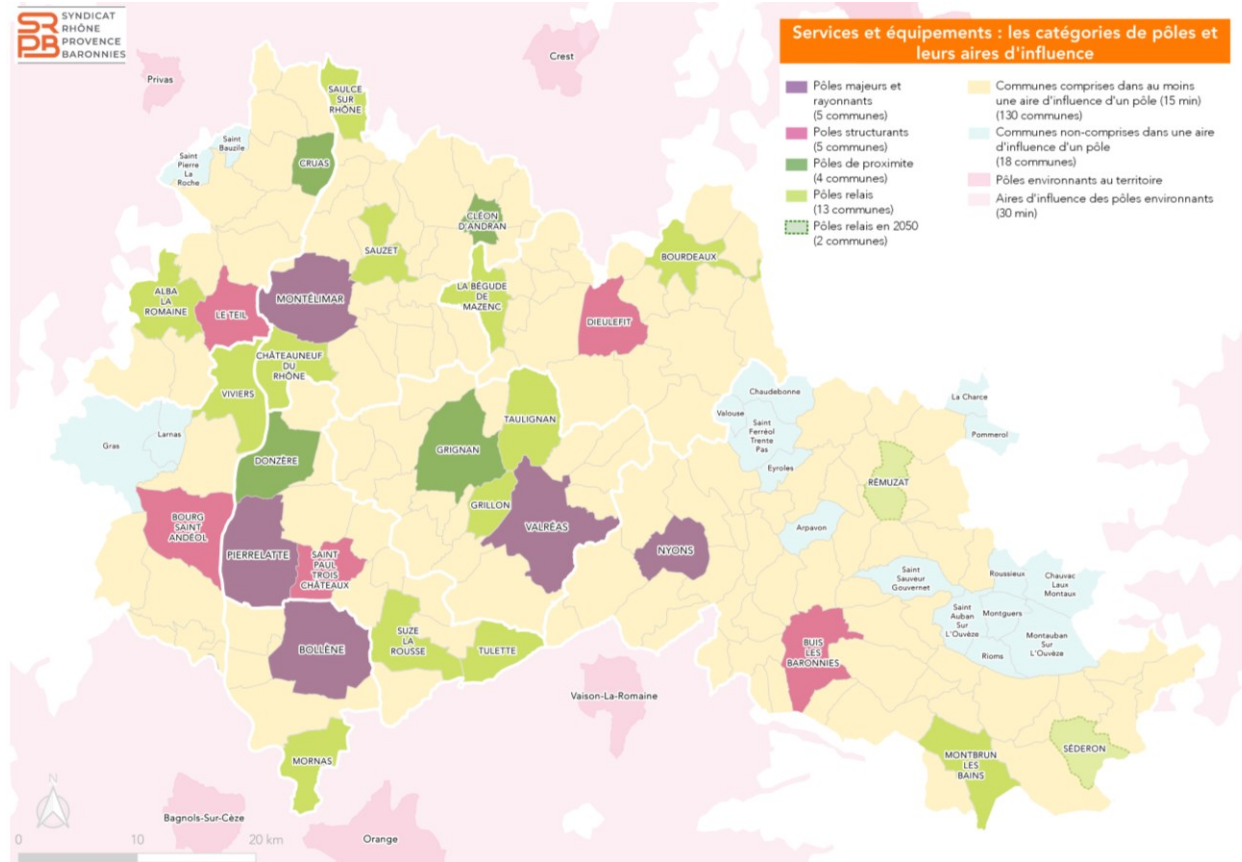 SRPB
SYNDICAT
RHÔNE
PROVENCE
BARONNIES
Services et équipements : les catégories de pôles et
leurs aires d'influence
Pôles majeurs et
rayonnants
(5 communes)
Poles structurants
(5 communes)
Pôles de proximite
(4 communes)
Pôles relais
(13 communes)
Pôles relais en 2050
(2 communes)
Communes comprises dans au moins
une aire d'influence d'un pôle (15 min)
(130 communes)
Communes non-comprises dans une aire
d'influence d'un pôle
(18 communes)
Pôles environnants au territoire
Aires d'influence des pôles environnants
(30 min)
Privas
Crest
SAULCE
SUR
RHÔNE
Saint
Bauzile
Saint
Pierre
La
Roche
CRUAS
CLÉON
D'ANDRAN
SAUZET
BOURDEAUX
ALBA
LA
ROMAINE
LE TEIL
MONTÉLIMAR
LA BÉGUDE
DE
MAZENC
DIEULEFIT
CHÂTEAUNEUF
DU
RHÔNE
VIVIERS
Chaudebonne
Valouse
Saint
Ferréol
Trente
Pas
Eyroles
La Charce
Pommerol
Gras
Larnas
TAULIGNAN
GRIGNAN
DONZÈRE
RÉMUZAT
GRILLON
VALRÉAS
BOURG
SAINT
ANDÉOL
PIERRELATTE
SAINT
PAUL
TROIS
CHÂTEAUX
NYONS
Arpavon
Saint
Sauveur
Gouvernet
Roussieux
Chauvac
Laux
Montaux
Saint
Auban
Sur
L'Ouvèze
Montguers
Montauban
Sur
L'Ouvèze
Rioms
BOLLÈNE
SUZE
LA
ROUSSE
TULETTE
BUIS
LES
BARONNIES
Vaison-La-Romaine
MORNAS
MONTBRUN
LES
BAINS
SÉDERON
Bagnols-Sur-Cèze
Orange
N
0 10 20 km